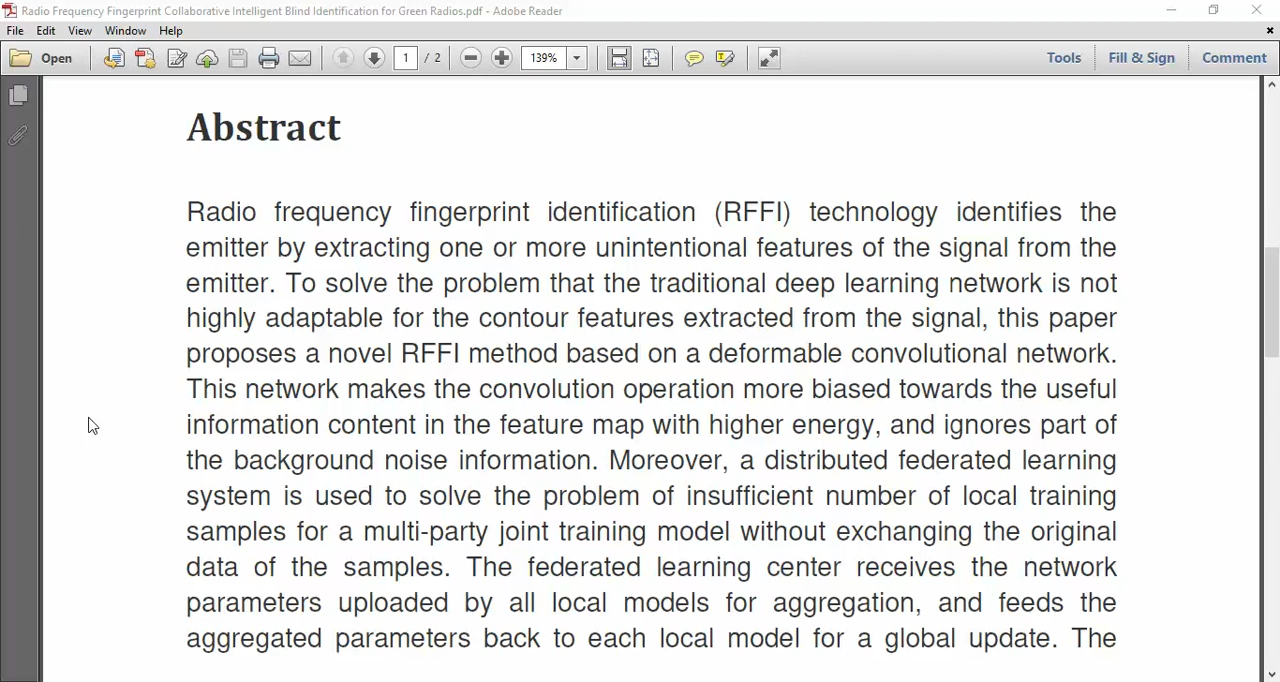 Radio Frequency Fingerprint Collaborative Intelligent Blind Identification for Green Radios.pdf - Adobe Reader
File Edit View Window Help
Open 1 / 2 139% Tools Fill & Sign Comment
Abstract
Radio frequency fingerprint identification (RFFI) technology identifies the
emitter by extracting one or more unintentional features of the signal from the
emitter. To solve the problem that the traditional deep learning network is not
highly adaptable for the contour features extracted from the signal, this paper
proposes a novel RFFI method based on a deformable convolutional network.
This network makes the convolution operation more biased towards the useful
information content in the feature map with higher energy, and ignores part of
the background noise information. Moreover, a distributed federated learning
system is used to solve the problem of insufficient number of local training
samples for a multi-party joint training model without exchanging the original
data of the samples. The federated learning center receives the network
parameters uploaded by all local models for aggregation, and feeds the
aggregated parameters back to each local model for a global update. The